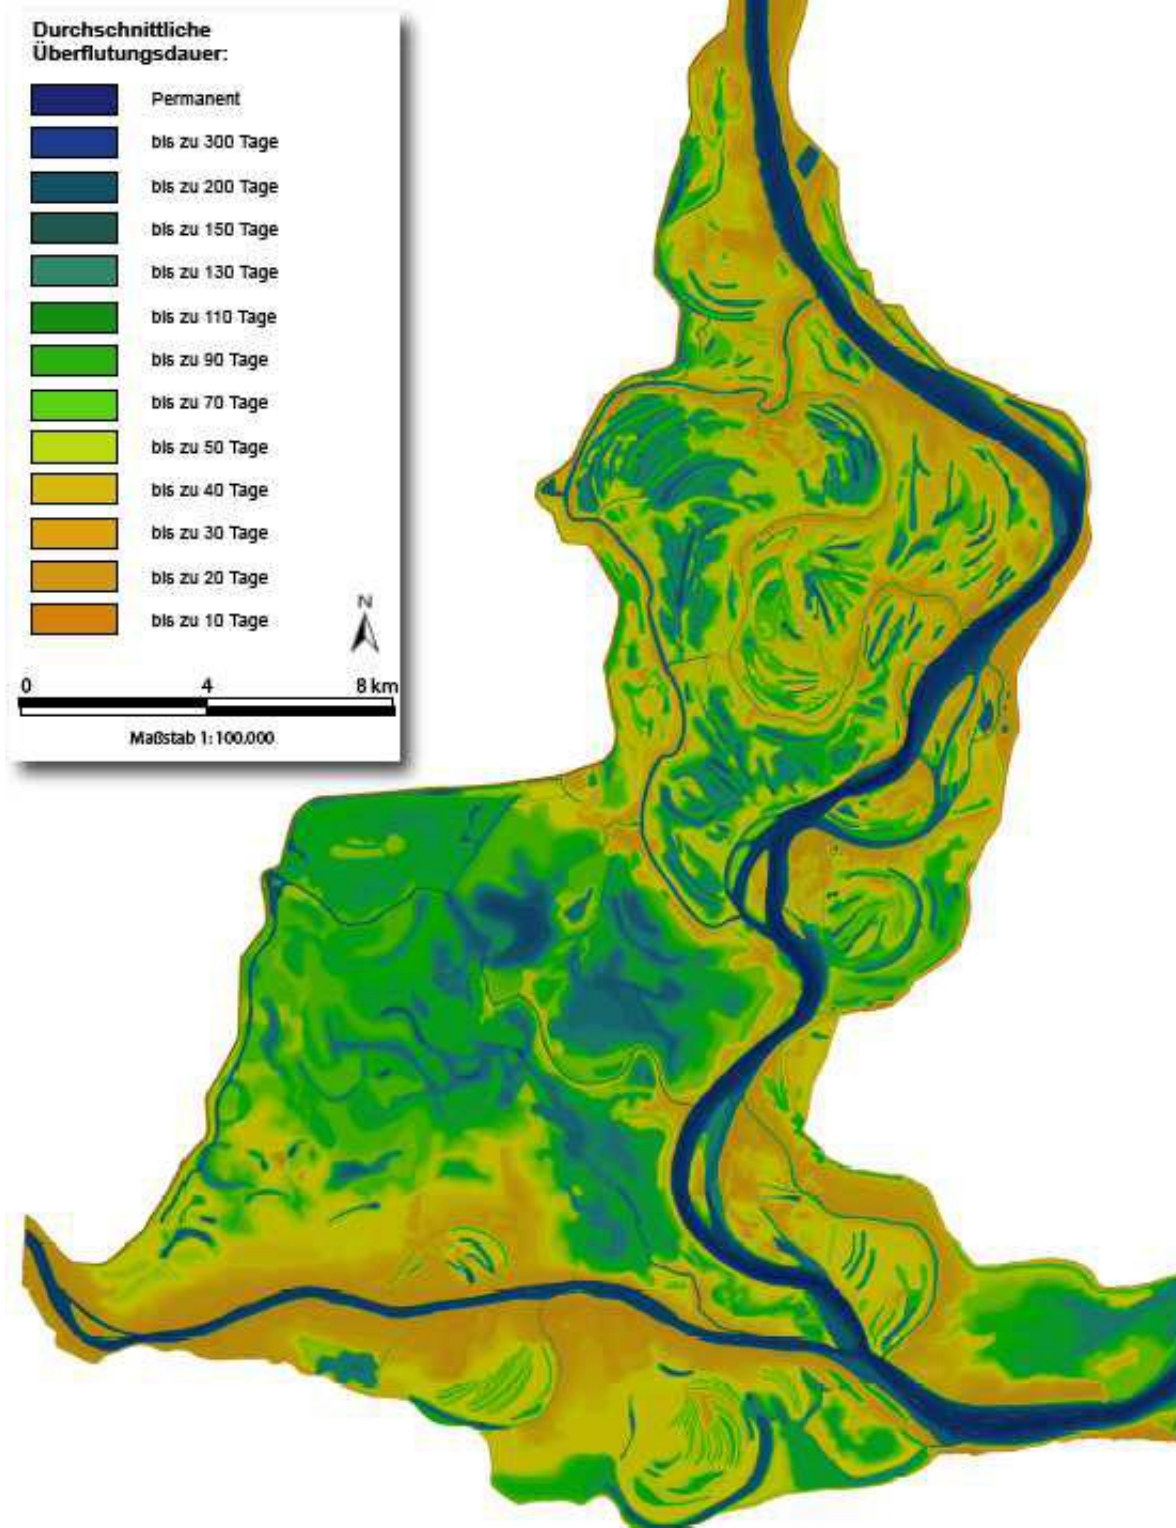 Durchschnittliche
Überflutungsdauer:
Permanent
bis zu 300 Tage
bis zu 200 Tage
bis zu 150 Tage
bis zu 130 Tage
bis zu 110 Tage
bis zu 90 Tage
bis zu 70 Tage
bis zu 50 Tage
bis zu 40 Tage
bis zu 30 Tage
bis zu 20 Tage
bis zu 10 Tage
N
0 4 8 km
Maßstab 1:100.000